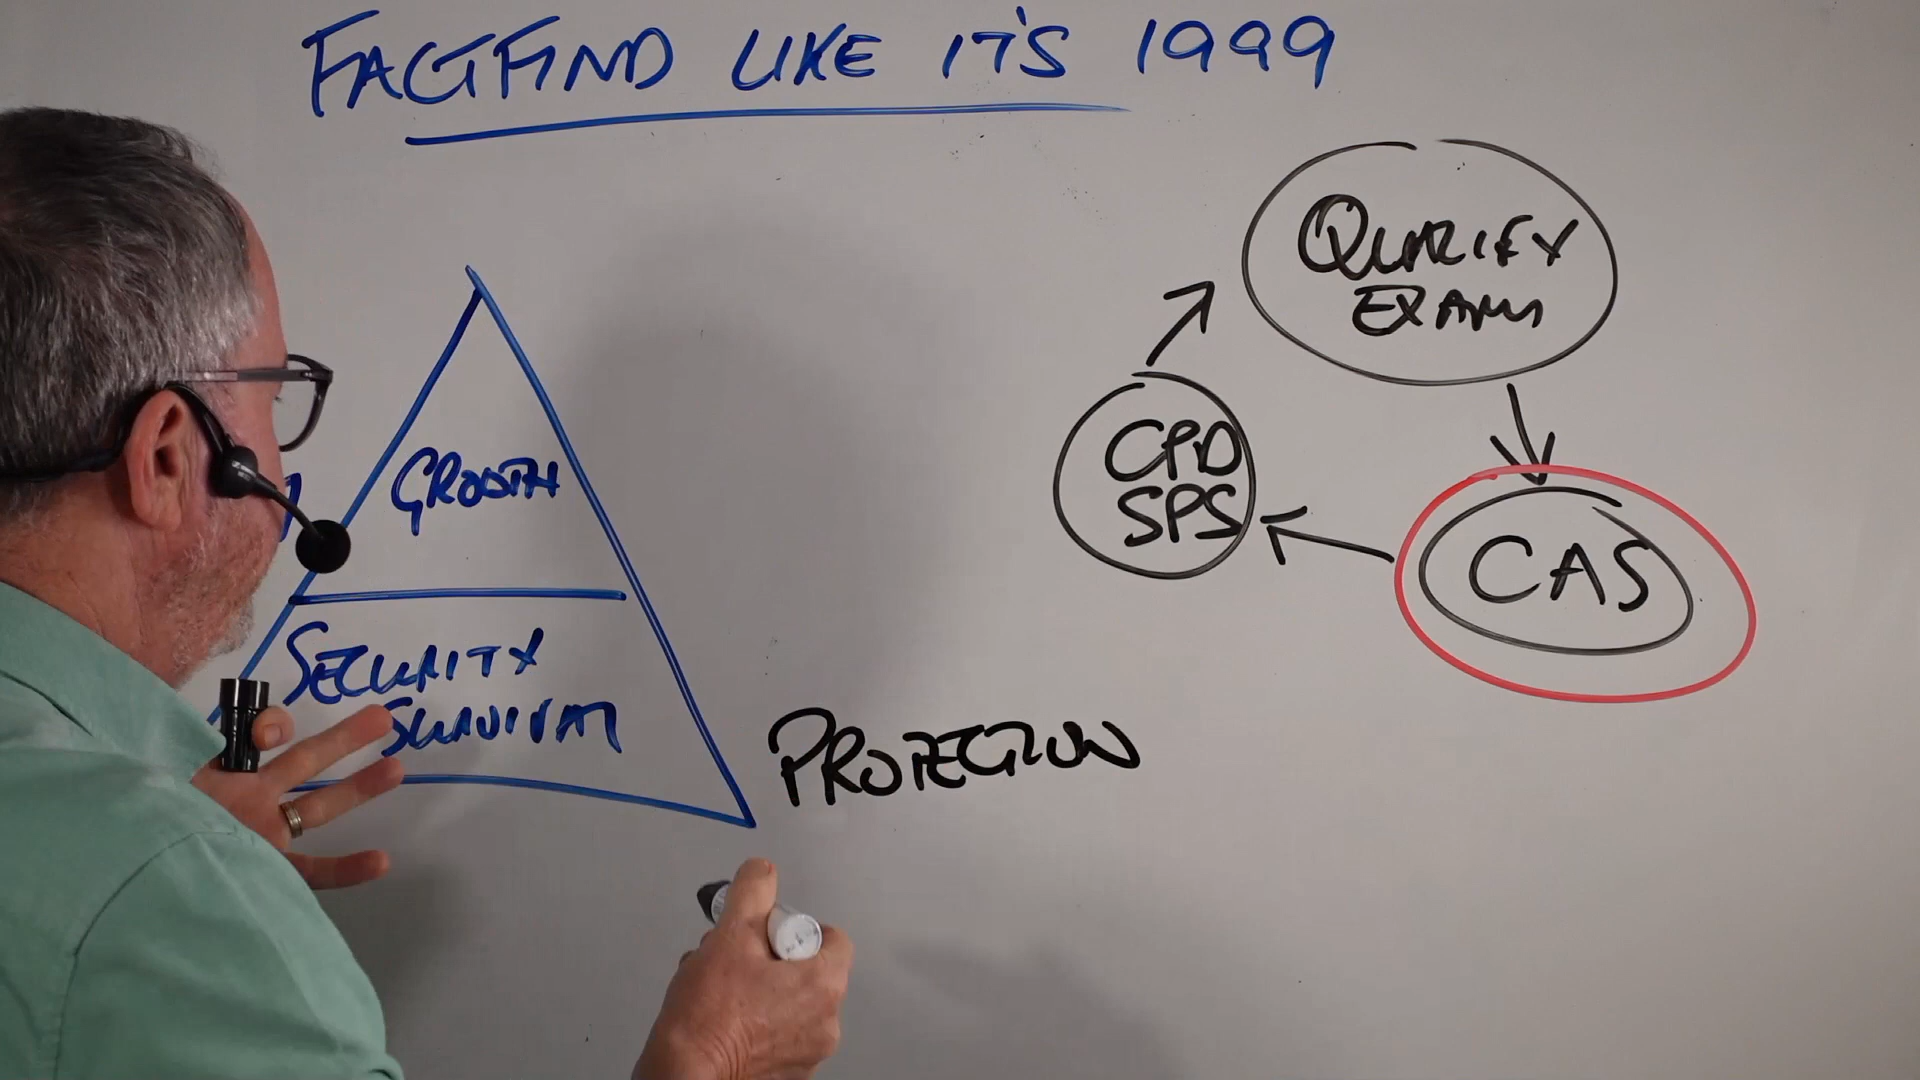 FACTFIND LIKE IT'S 1999
QUALIFY
EXAMS
CPD
SPS
CAS
GROWTH
SECURITY
SURVIVAL
PROTECTION